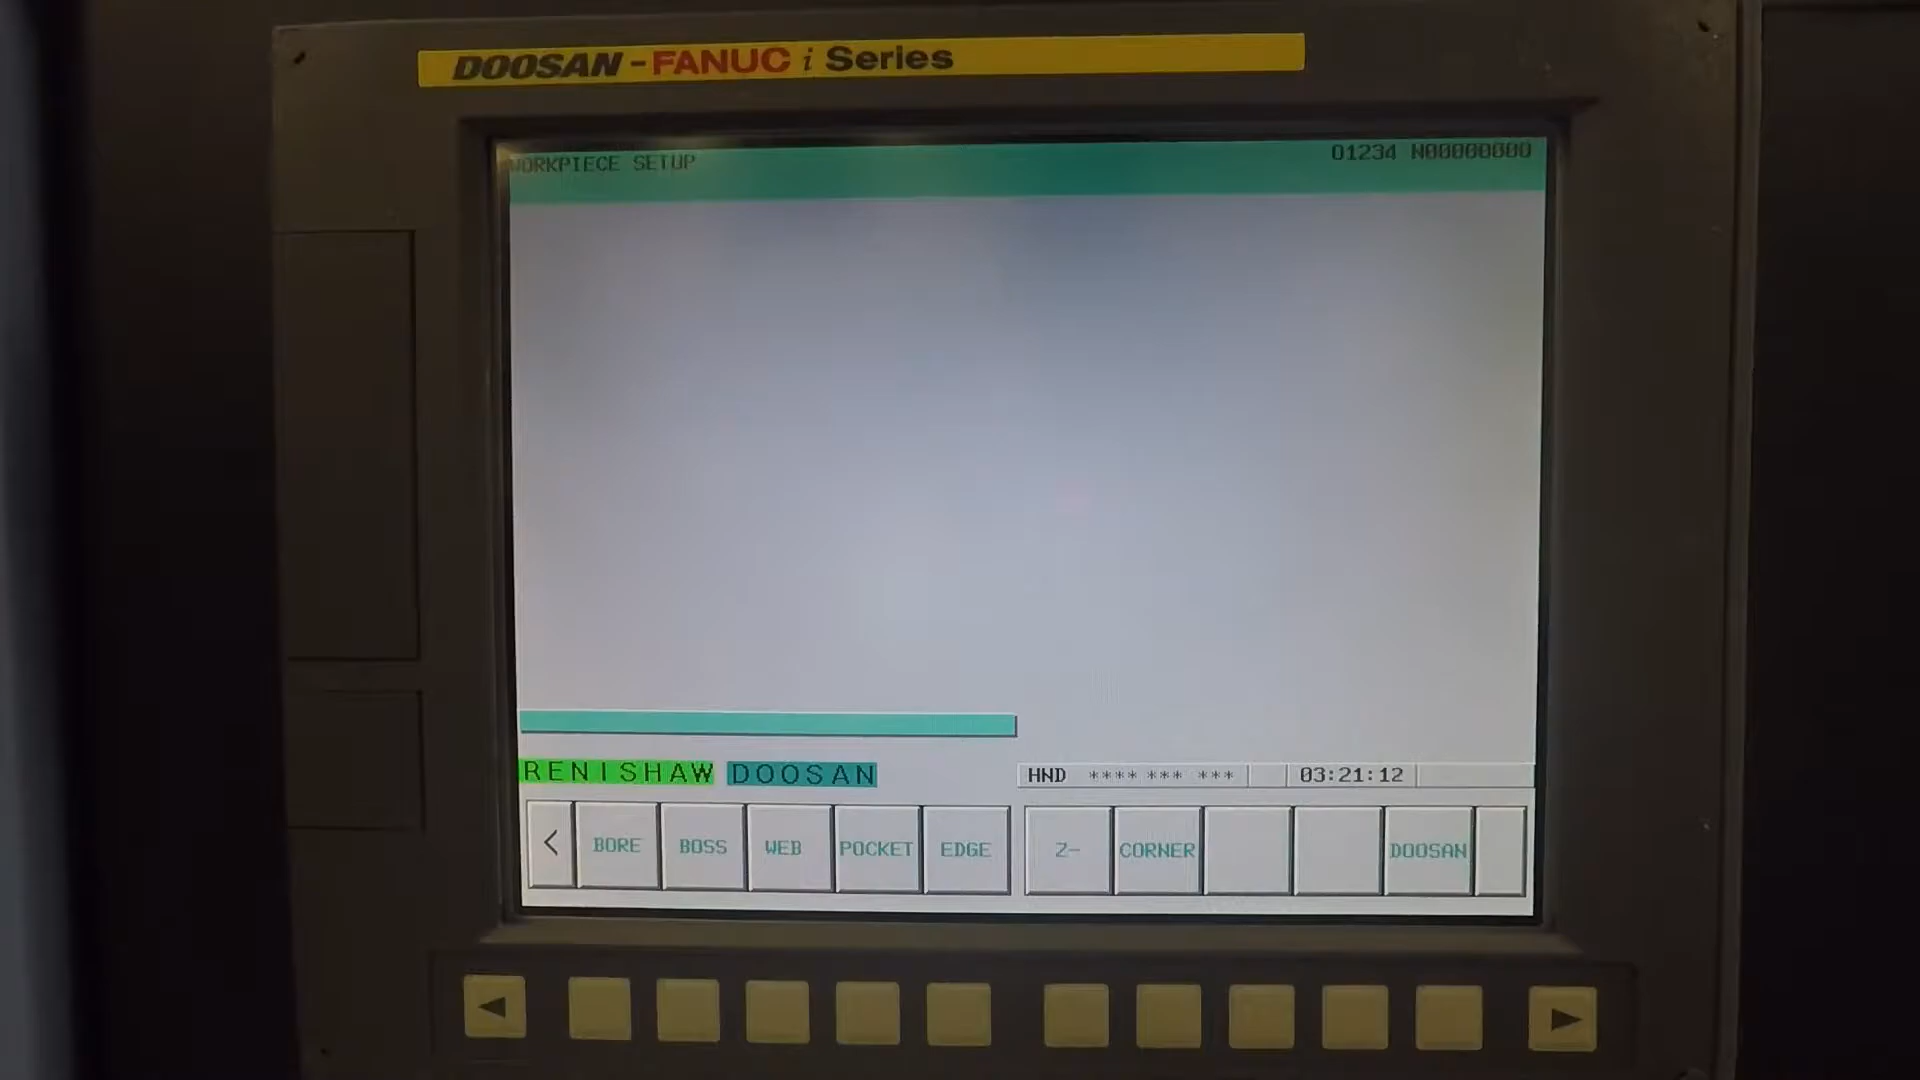 DOOSAN-FANUC i Series
WORKPIECE SETUP O1234 N00000000
RENISHAW DOOSAN HND **** *** *** 03:21:12
< BORE BOSS WEB POCKET EDGE Z- CORNER DOOSAN